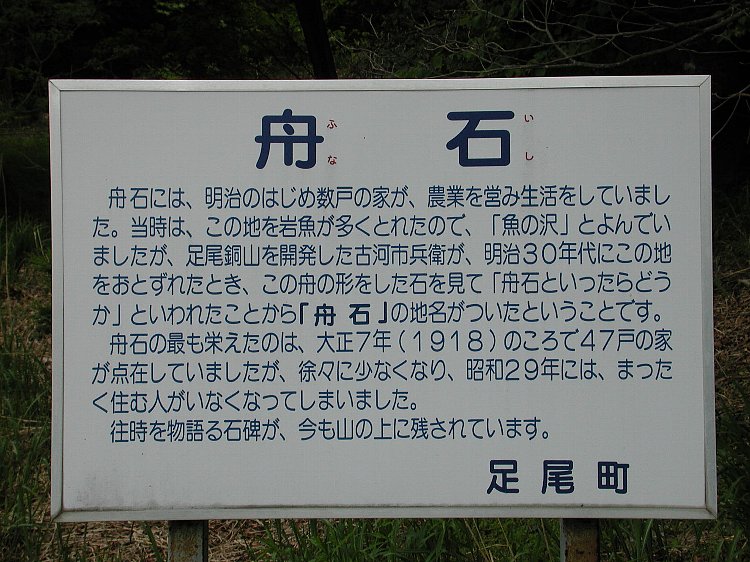 舟石
ふな いし
舟石には、明治のはじめ数戸の家が、農業を営み生活をしていまし
た。当時は、この地を岩魚が多くとれたので、「魚の沢」とよんでい
ましたが、足尾銅山を開発した古河市兵衛が、明治30年代にこの地
をおとずれたとき、この舟の形をした石を見て「舟石といったらどう
か」といわれたことから「舟石」の地名がついたということです。
舟石の最も栄えたのは、大正7年(1918)のころで47戸の家
が点在していましたが、徐々に少なくなり、昭和29年には、まった
く住む人がいなくなってしまいました。
往時を物語る石碑が、今も山の上に残されています。
足尾町